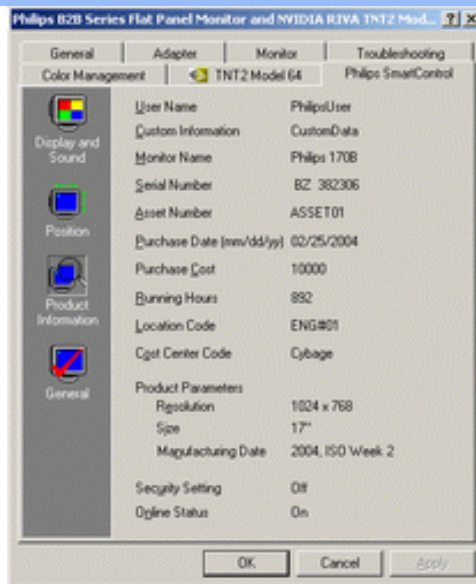 Philips B2B Series Flat Panel Monitor and NVIDIA RIVA TNT2 Mod...
General Adapter Monitor Troubleshooting
Color Management TNT2 Model 64 Philips SmartControl
Display and
Sound
Position
Product
Information
General
User Name PhilipsUser
Custom Information CustomData
Monitor Name Philips 170B
Serial Number BZ 382306
Asset Number ASSET01
Purchase Date (mm/dd/yy) 02/25/2004
Purchase Cost 10000
Running Hours 892
Location Code ENG#01
Cost Center Code Cybage
Product Parameters
Resolution 1024 x 768
Size 17"
Manufacturing Date 2004, ISO Week 2
Security Setting Off
Online Status On
OK Cancel Apply